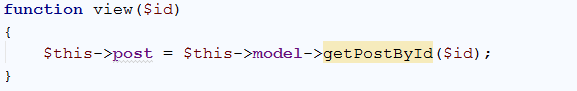 function view($id)
{
$this->post = $this->model->getPostById($id);
}